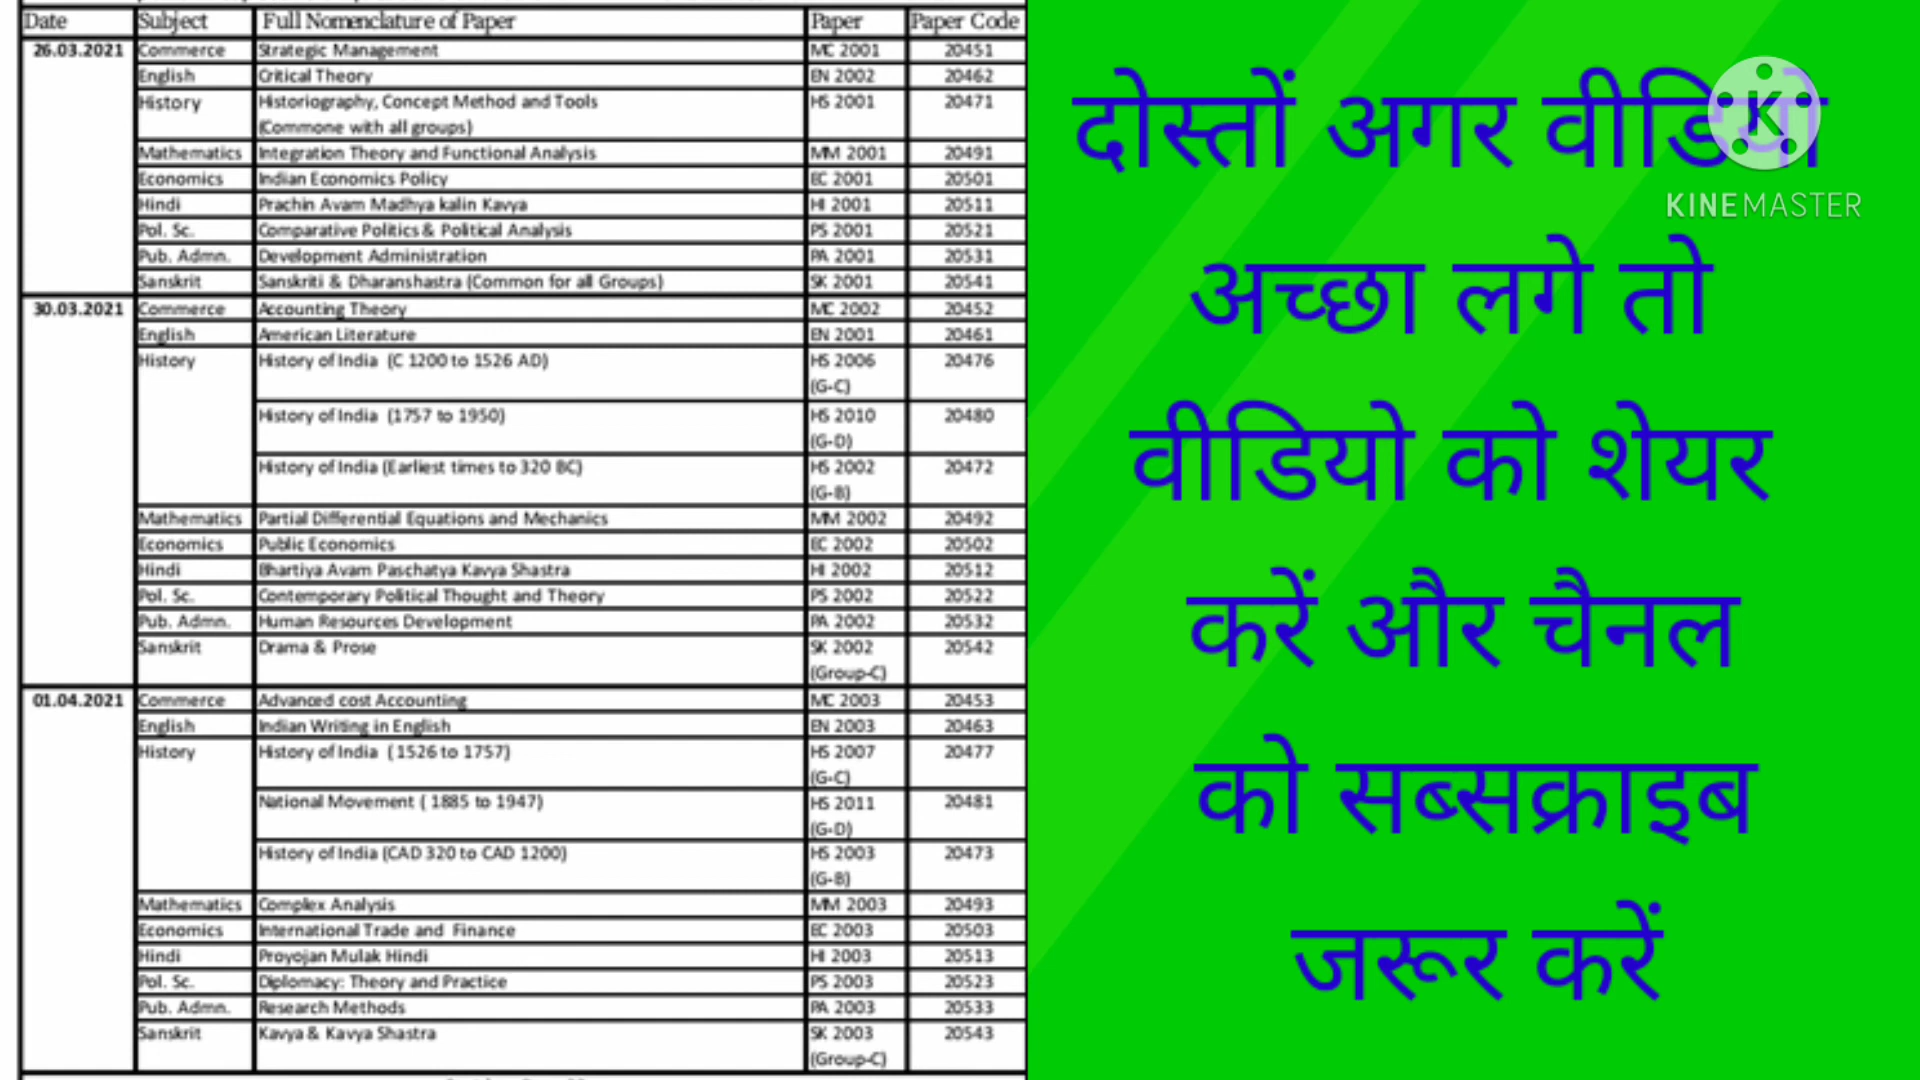 Date Subject Full Nomenclature of Paper Paper Paper Code
26.03.2021 Commerce Strategic Management MC 2001 20451
English Critical Theory EN 2002 20462
History Historiography, Concept Method and Tools HS 2001 20471
(Commone with all groups)
Mathematics Integration Theory and Functional Analysis MM 2001 20491
Economics Indian Economics Policy EC 2001 20501
Hindi Prachin Avam Madhya kalin Kavya HI 2001 20511
Pol. Sc. Comparative Politics & Political Analysis PS 2001 20521
Pub. Admn. Development Administration PA 2001 20531
Sanskrit Sanskriti & Dharanshastra (Common for all Groups) SK 2001 20541
30.03.2021 Commerce Accounting Theory MC 2002 20452
English American Literature EN 2001 20461
History History of India (C 1200 to 1526 AD) HS 2006 20476
(G-C)
History of India (1757 to 1950) HS 2010 20480
(G-D)
History of India (Earliest times to 320 BC) HS 2002 20472
(G-B)
Mathematics Partial Differential Equations and Mechanics MM 2002 20492
Economics Public Economics EC 2002 20502
Hindi Bhartiya Avam Paschatya Kavya Shastra HI 2002 20512
Pol. Sc. Contemporary Political Thought and Theory PS 2002 20522
Pub. Admn. Human Resources Development PA 2002 20532
Sanskrit Drama & Prose SK 2002 20542
(Group-C)
01.04.2021 Commerce Advanced cost Accounting MC 2003 20453
English Indian Writing in English EN 2003 20463
History History of India ( 1526 to 1757) HS 2007 20477
(G-C)
National Movement ( 1885 to 1947) HS 2011 20481
(G-D)
History of India (CAD 320 to CAD 1200) HS 2003 20473
(G-B)
Mathematics Complex Analysis MM 2003 20493
Economics International Trade and Finance EC 2003 20503
Hindi Proyojan Mulak Hindi HI 2003 20513
Pol. Sc. Diplomacy: Theory and Practice PS 2003 20523
Pub. Admn. Research Methods PA 2003 20533
Sanskrit Kavya & Kavya Shastra SK 2003 20543
(Group-C)
दोस्तों अगर वीडियो
अच्छा लगे तो
वीडियो को शेयर
करें और चैनल
को सब्सक्राइब
जरूर करें
K
KINEMASTER